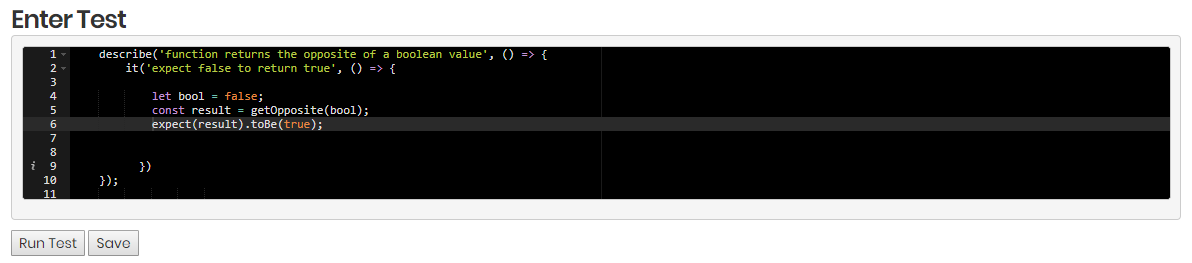 Enter Test
1 describe('function returns the opposite of a boolean value', () => {
2 it('expect false to return true', () => {
3
4 let bool = false;
5 const result = getOpposite(bool);
6 expect(result).toBe(true);
7
8
i 9 })
10 });
11
Run Test Save